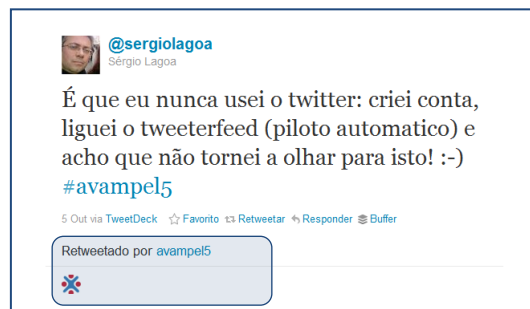 @sergiolagoa
Sérgio Lagoa
É que eu nunca usei o twitter: criei conta,
liguei o tweeterfeed (piloto automatico) e
acho que não tornei a olhar para isto! :-)
#avampel5
5 Out via TweetDeck Favorito Retweetar Responder Buffer
Retweetado por avampel5